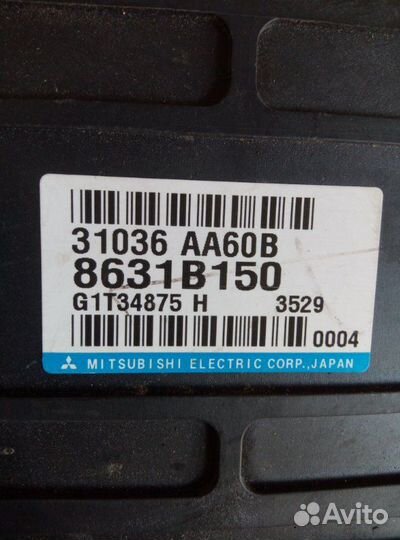 31036 AA60B
8631B150
G1T34875 H 3529
0004
MITSUBISHI ELECTRIC CORP., JAPAN
Avito